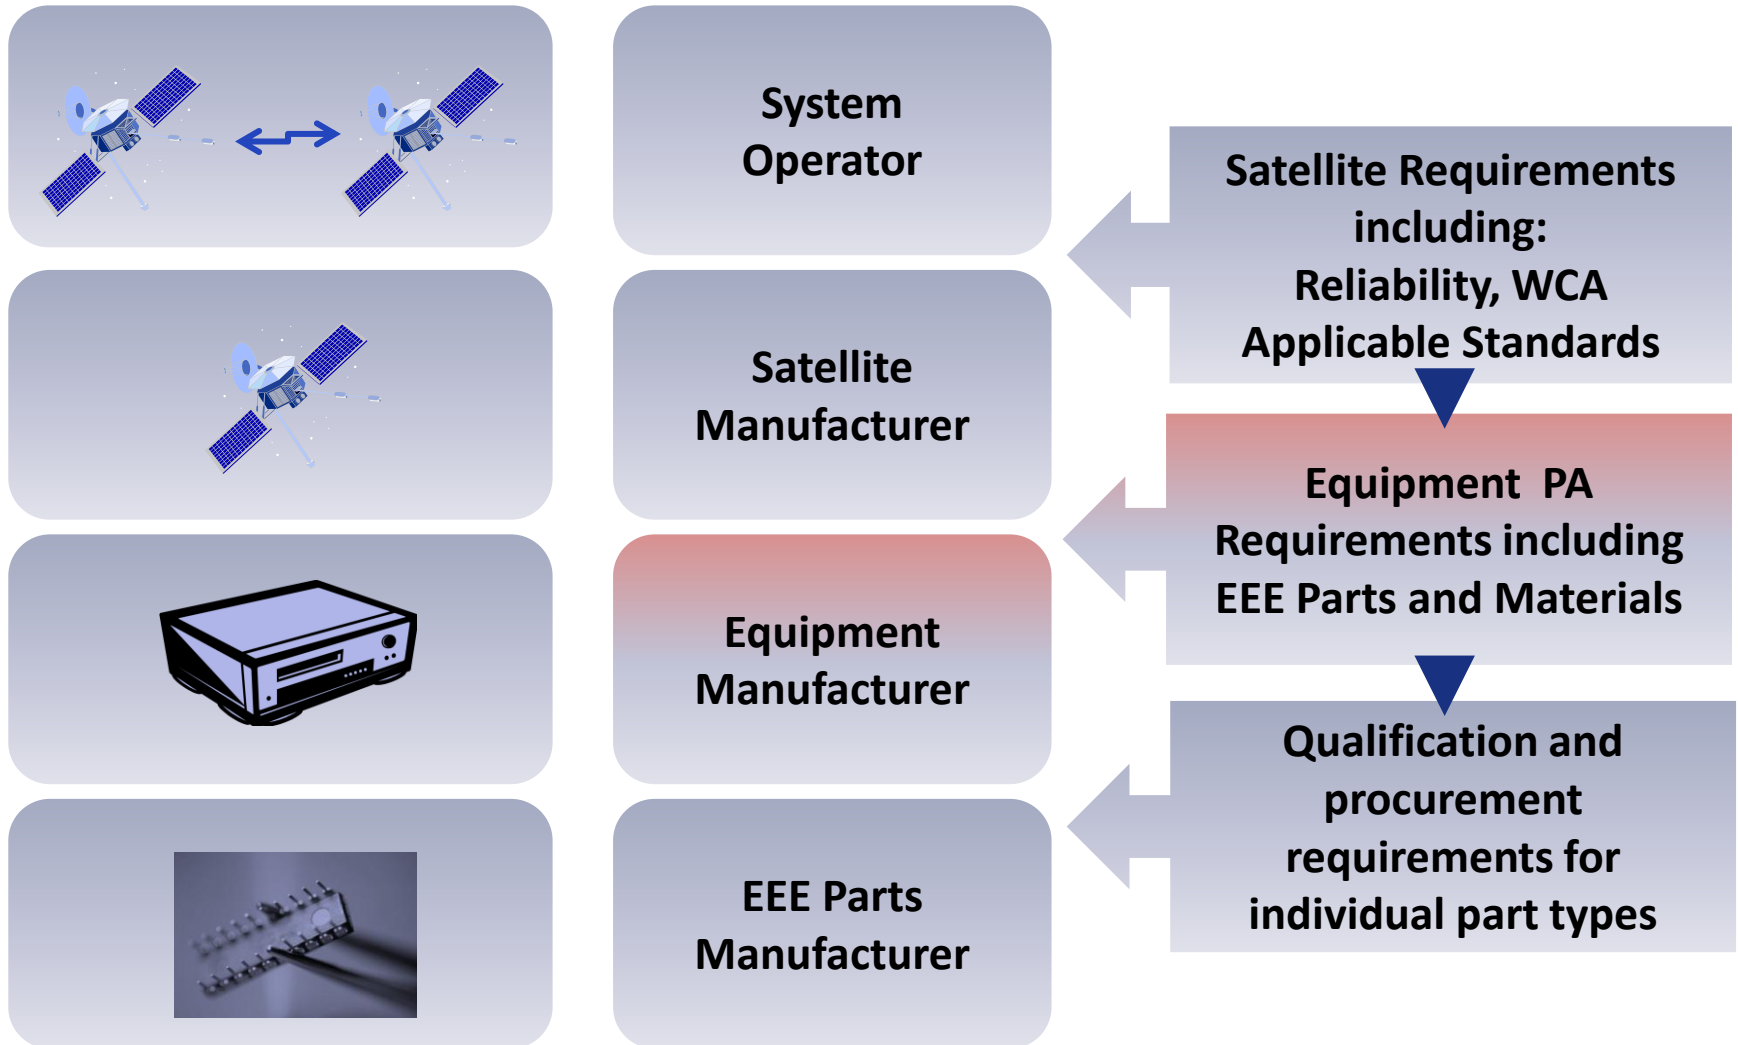 System
Operator
Satellite
Manufacturer
Equipment
Manufacturer
EEE Parts
Manufacturer
Satellite Requirements
including:
Reliability, WCA
Applicable Standards
Equipment  PA
Requirements including
EEE Parts and Materials
Qualification and
procurement
requirements for
individual part types